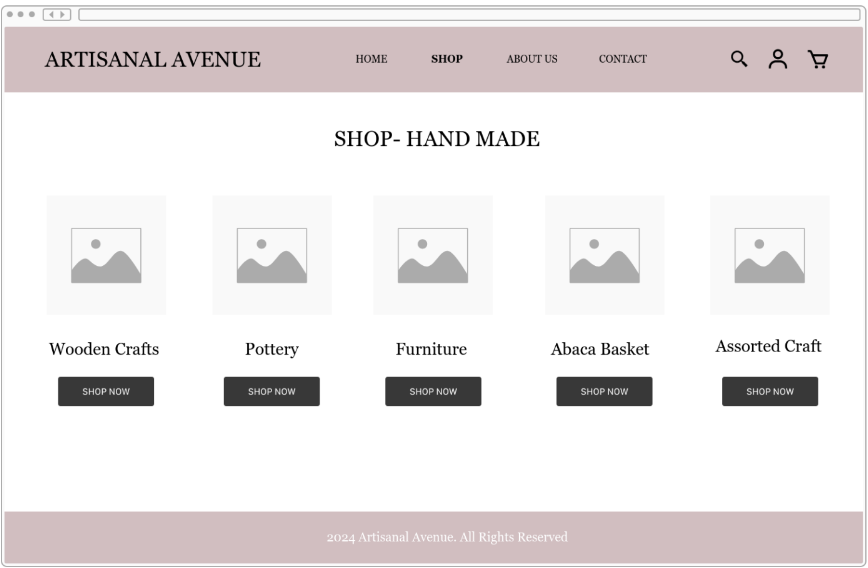 ARTISANAL AVENUE
HOME SHOP ABOUT US CONTACT
SHOP- HAND MADE
Wooden Crafts
Pottery
Furniture
Abaca Basket
Assorted Craft
SHOP NOW
SHOP NOW
SHOP NOW
SHOP NOW
SHOP NOW
2024 Artisanal Avenue. All Rights Reserved